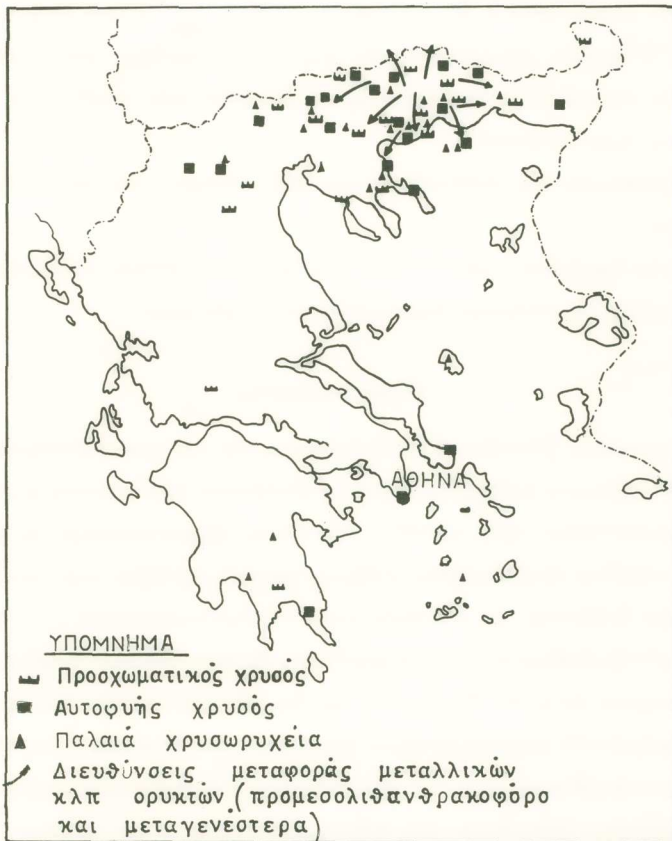 ΑΘΗΝΑ
ΥΠΟΜΝΗΜΑ
Προσχωματικός χρυσός
Αυτοφυής χρυσός
Παλαιά χρυσωρυχεία
Διευθύνσεις μεταφοράς μεταλλικών
κλπ ορυκτών (προμεσολιθανθρακοφόρο
και μεταγενέστερα)